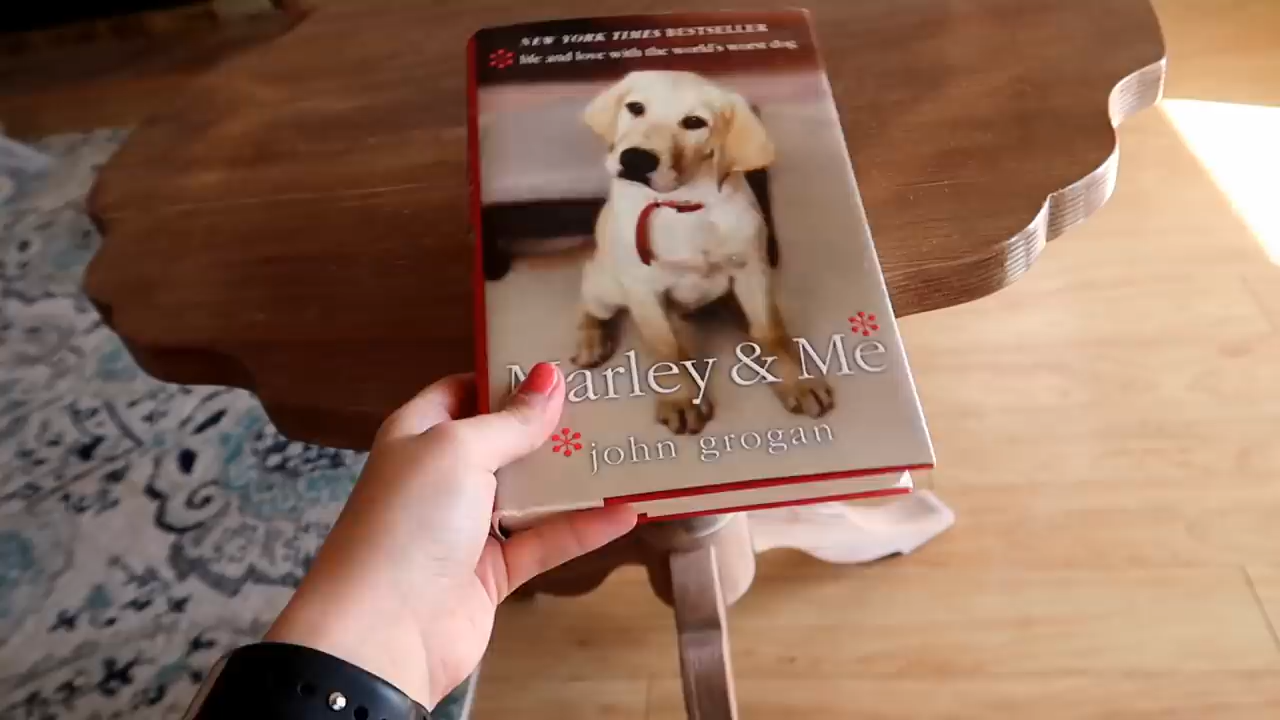 NEW YORK TIMES BESTSELLER
life and love with the world's worst dog
Marley & Me
john grogan